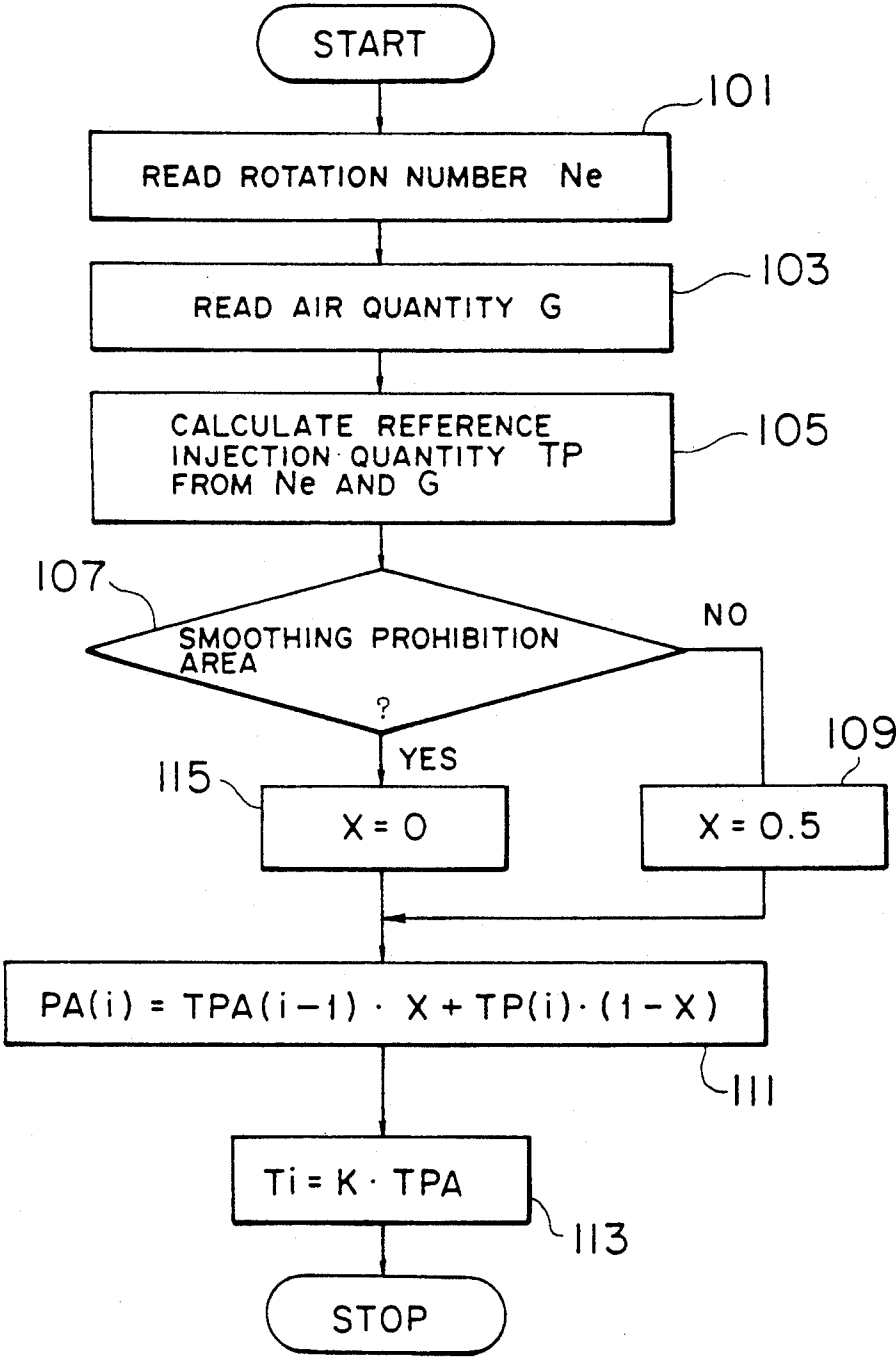 START
101
READ ROTATION NUMBER Ne
103
READ AIR QUANTITY G
105
CALCULATE REFERENCE
INJECTION QUANTITY TP
FROM Ne AND G
107
SMOOTHING PROHIBITION
AREA
?
NO
YES
115
X = 0
109
X = 0.5
PA(i) = TPA(i-1) · X + TP(i) · (1-X)
111
Ti = K · TPA
113
STOP